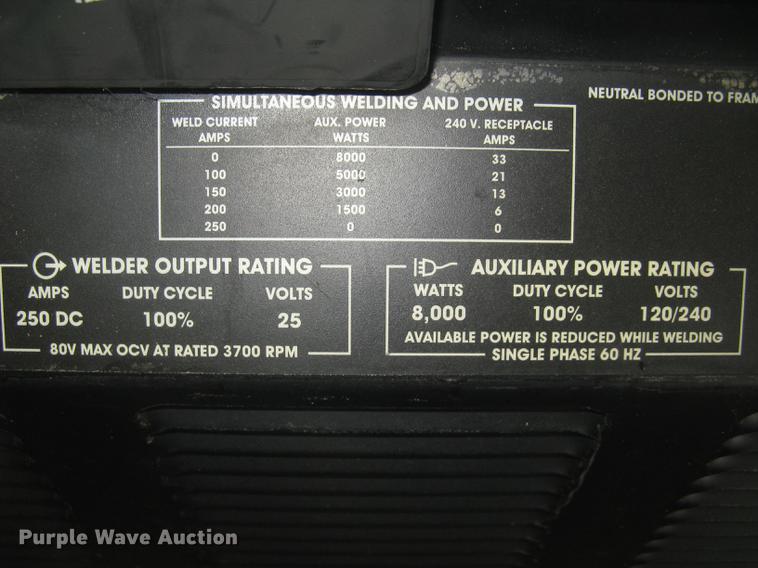 SIMULTANEOUS WELDING AND POWER
NEUTRAL BONDED TO FRAM
WELD CURRENT AUX. POWER 240 V. RECEPTACLE
AMPS WATTS AMPS
0 8000 33
100 5000 21
150 3000 13
200 1500 6
250 0 0
WELDER OUTPUT RATING
AMPS DUTY CYCLE VOLTS
250 DC 100% 25
80V MAX OCV AT RATED 3700 RPM
AUXILIARY POWER RATING
WATTS DUTY CYCLE VOLTS
8,000 100% 120/240
AVAILABLE POWER IS REDUCED WHILE WELDING
SINGLE PHASE 60 HZ
Purple Wave Auction